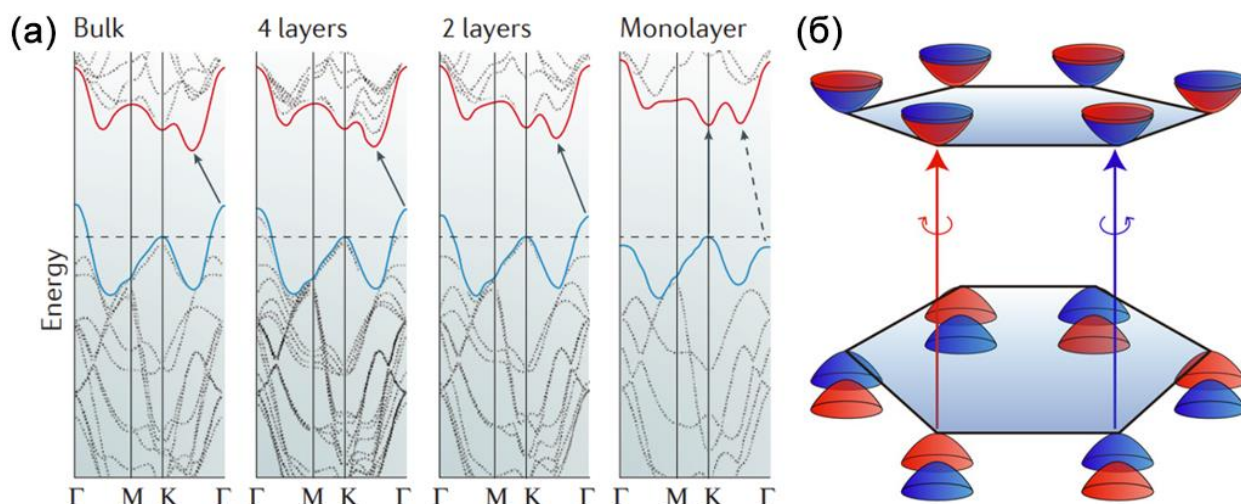 (а)
Bulk
4 layers
2 layers
Monolayer
(б)
Energy
Γ M K Γ
Γ M K Γ
Γ M K Γ
Γ M K Γ